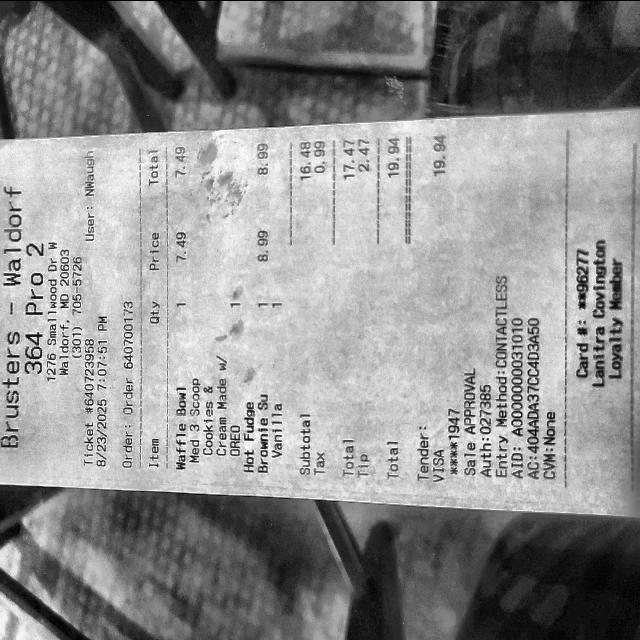 Brusters - Waldorf
364 Pro 2
1276 Smallwood Dr W
Waldorf, MD 20603
(301) 705-5726
Ticket #640723958 User: NWaugh
8/23/2025 7:07:51 PM
Order: Order 640700173
Item Qty Price Total
Waffle Bowl 1 7.49 7.49
Med 3 Scoop
Cookies & 
Cream Made w/ 1
OREO
Hot Fudge
Brownie Su 1 8.99 8.99
Vanilla 1
Subtotal 16.48
Tax 0.99
Total 17.47
Tip 2.47
Total 19.94
Tender:
VISA 19.94
****1947
Sale APPROVAL
Auth:027385
Entry Method:CONTACTLESS
AID: A0000000031010
AC:404ADA37CC4D3A50
CVM:None
Card #: **96277
Lanitra Covington
Loyalty Member